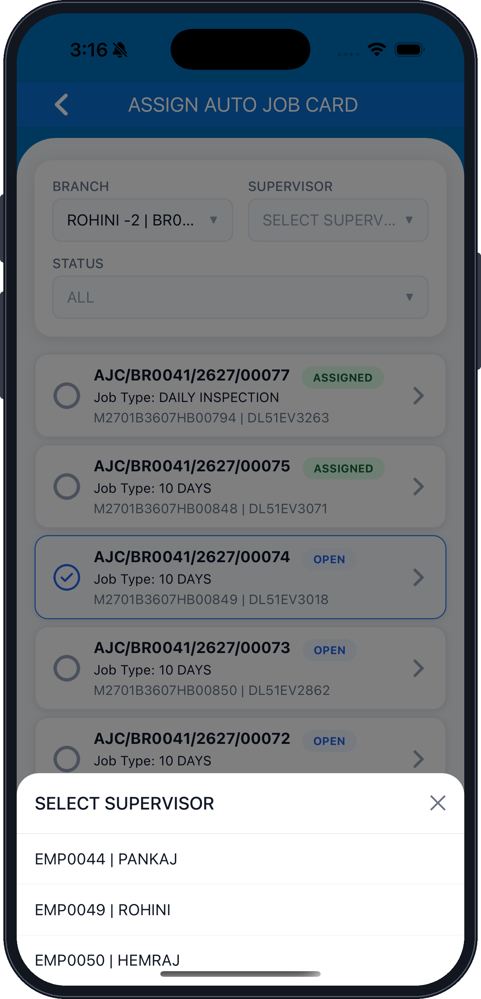 3:16
ASSIGN AUTO JOB CARD
BRANCH
SUPERVISOR
ROHINI -2 | BR0...
SELECT SUPERV...
STATUS
ALL
AJC/BR0041/2627/00077 ASSIGNED
Job Type: DAILY INSPECTION
M2701B3607HB00794 | DL51EV3263
AJC/BR0041/2627/00075 ASSIGNED
Job Type: 10 DAYS
M2701B3607HB00848 | DL51EV3071
AJC/BR0041/2627/00074 OPEN
Job Type: 10 DAYS
M2701B3607HB00849 | DL51EV3018
AJC/BR0041/2627/00073 OPEN
Job Type: 10 DAYS
M2701B3607HB00850 | DL51EV2862
AJC/BR0041/2627/00072 OPEN
Job Type: 10 DAYS
SELECT SUPERVISOR
EMP0044 | PANKAJ
EMP0049 | ROHINI
EMP0050 | HEMRAJ